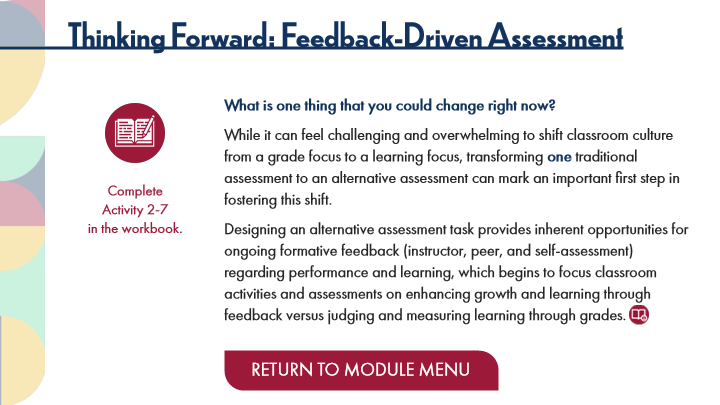 Thinking Forward: Feedback-Driven Assessment
Complete
Activity 2-7
in the workbook.
What is one thing that you could change right now?
While it can feel challenging and overwhelming to shift classroom culture
from a grade focus to a learning focus, transforming one traditional
assessment to an alternative assessment can mark an important first step in
fostering this shift.
Designing an alternative assessment task provides inherent opportunities for
ongoing formative feedback (instructor, peer, and self-assessment)
regarding performance and learning, which begins to focus classroom
activities and assessments on enhancing growth and learning through
feedback versus judging and measuring learning through grades.
RETURN TO MODULE MENU